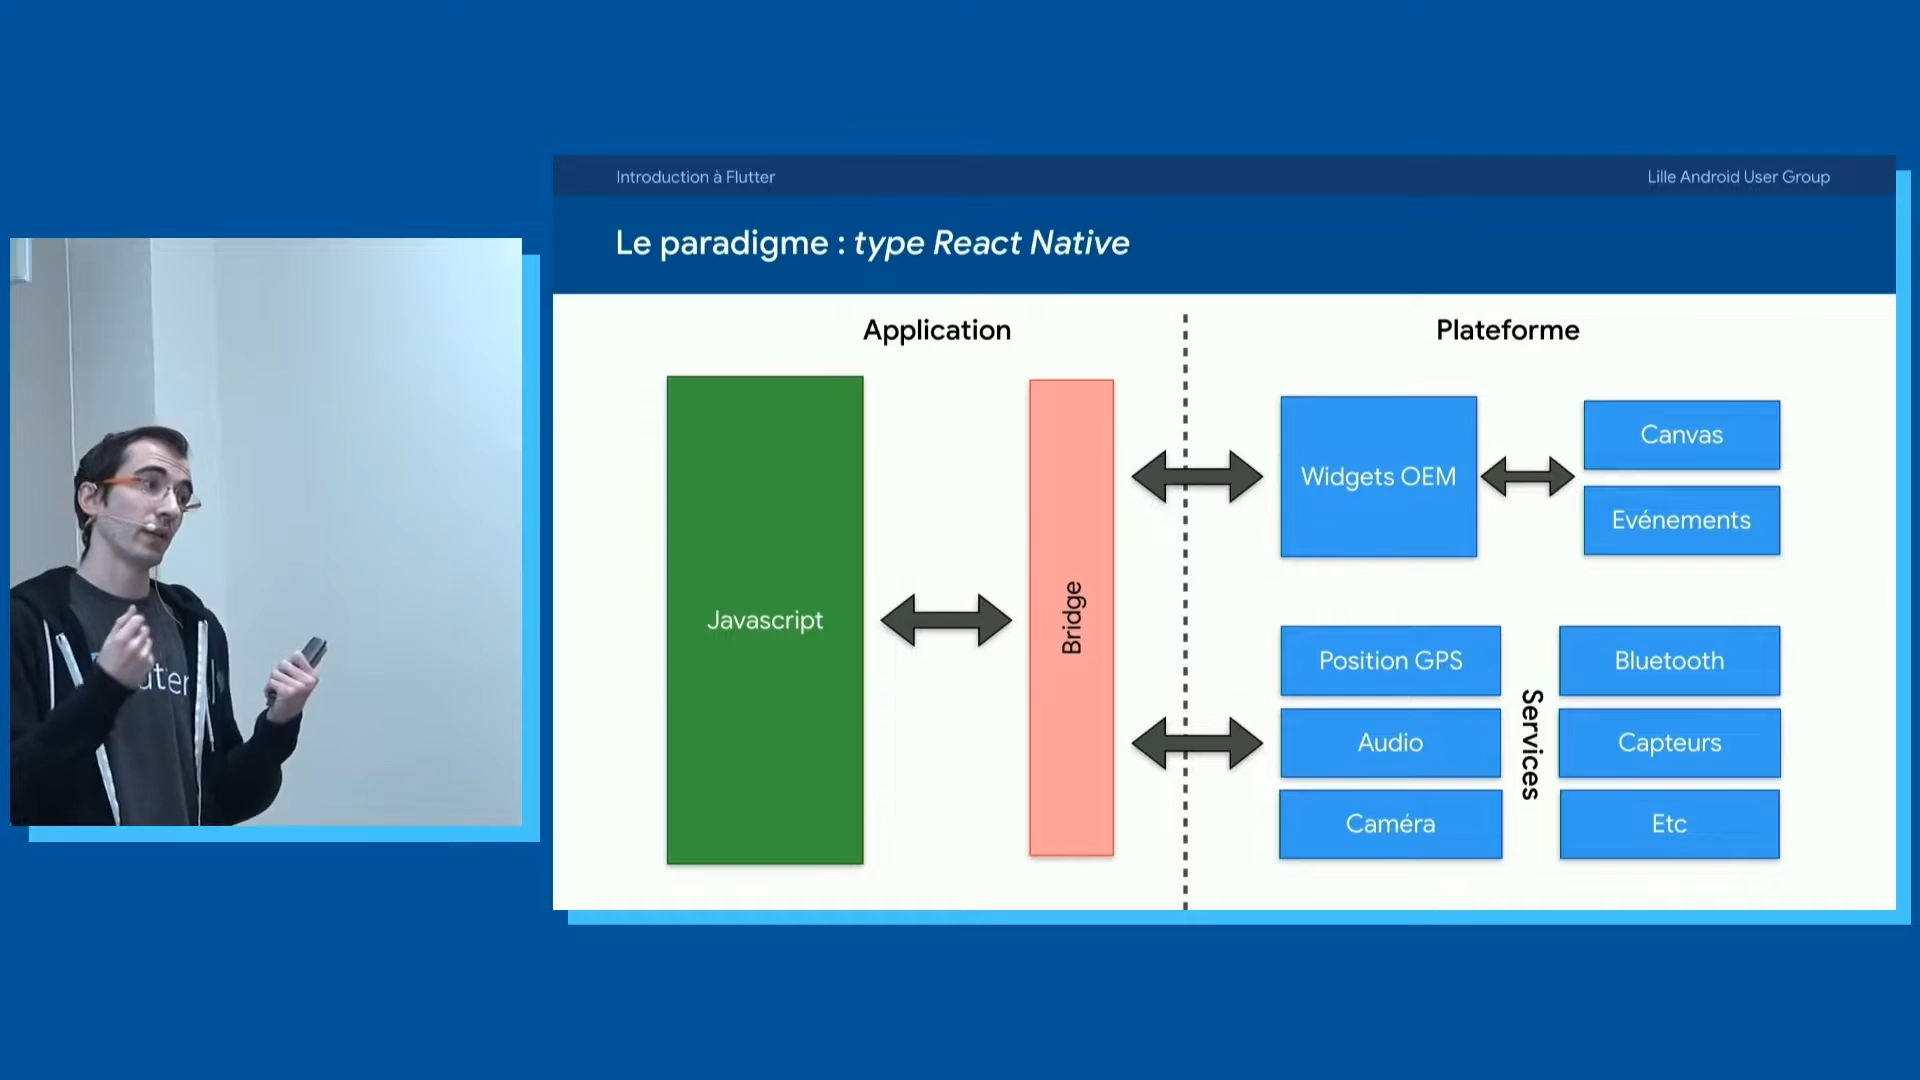 Introduction à Flutter
Lille Android User Group
Le paradigme : type React Native
Application
Plateforme
Javascript
Bridge
Widgets OEM
Canvas
Evénements
Position GPS
Bluetooth
Audio
Capteurs
Caméra
Etc
Services